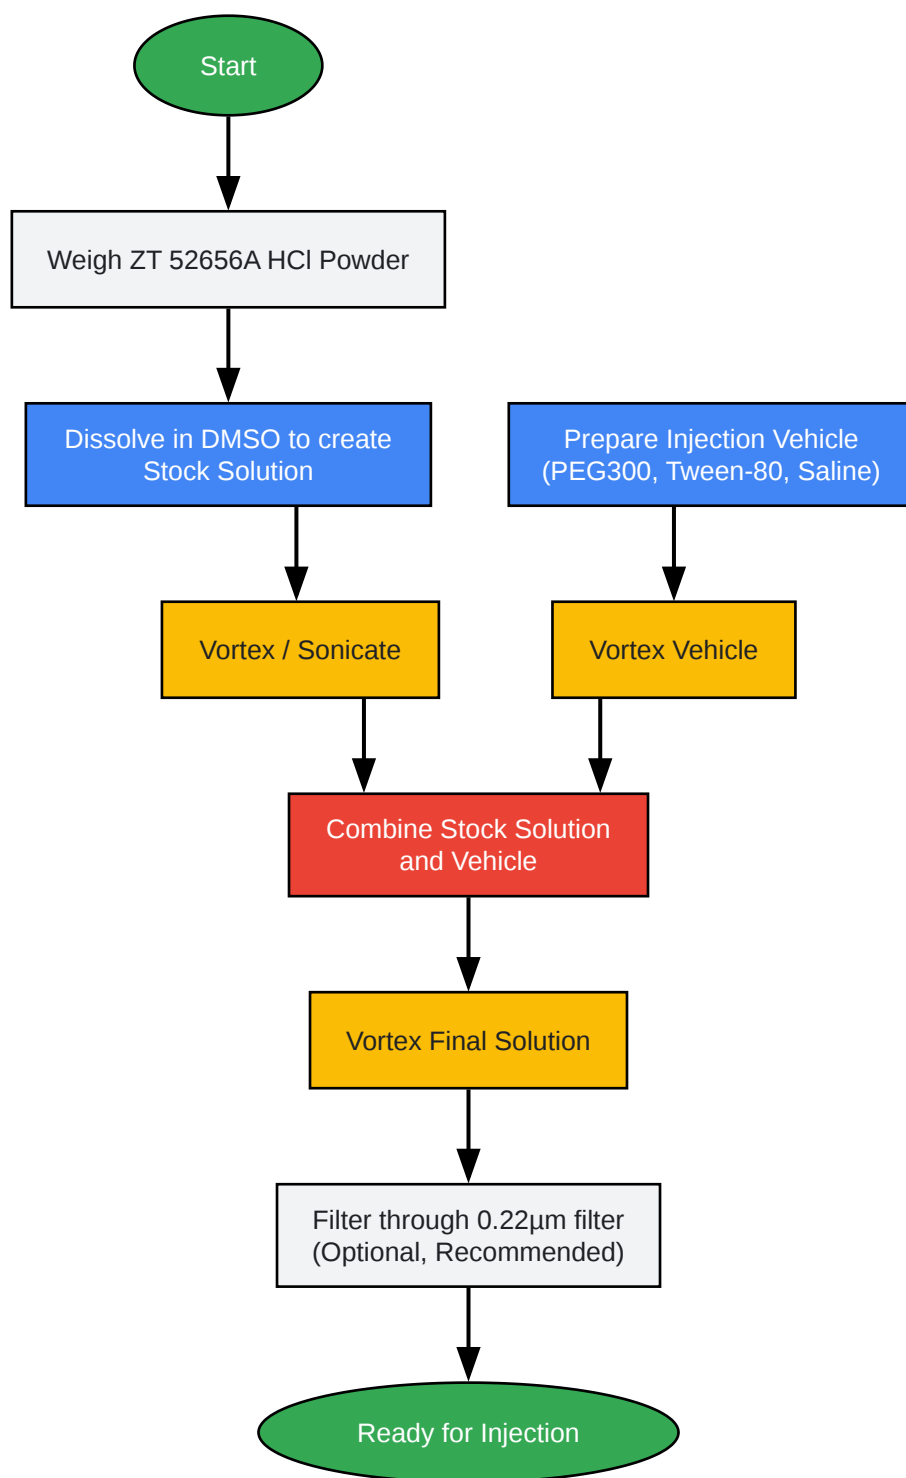 Start
Weigh ZT 52656A HCl Powder
Dissolve in DMSO to create
Stock Solution
Prepare Injection Vehicle
(PEG300, Tween-80, Saline)
Vortex / Sonicate
Vortex Vehicle
Combine Stock Solution
and Vehicle
Vortex Final Solution
Filter through 0.22µm filter
(Optional, Recommended)
Ready for Injection